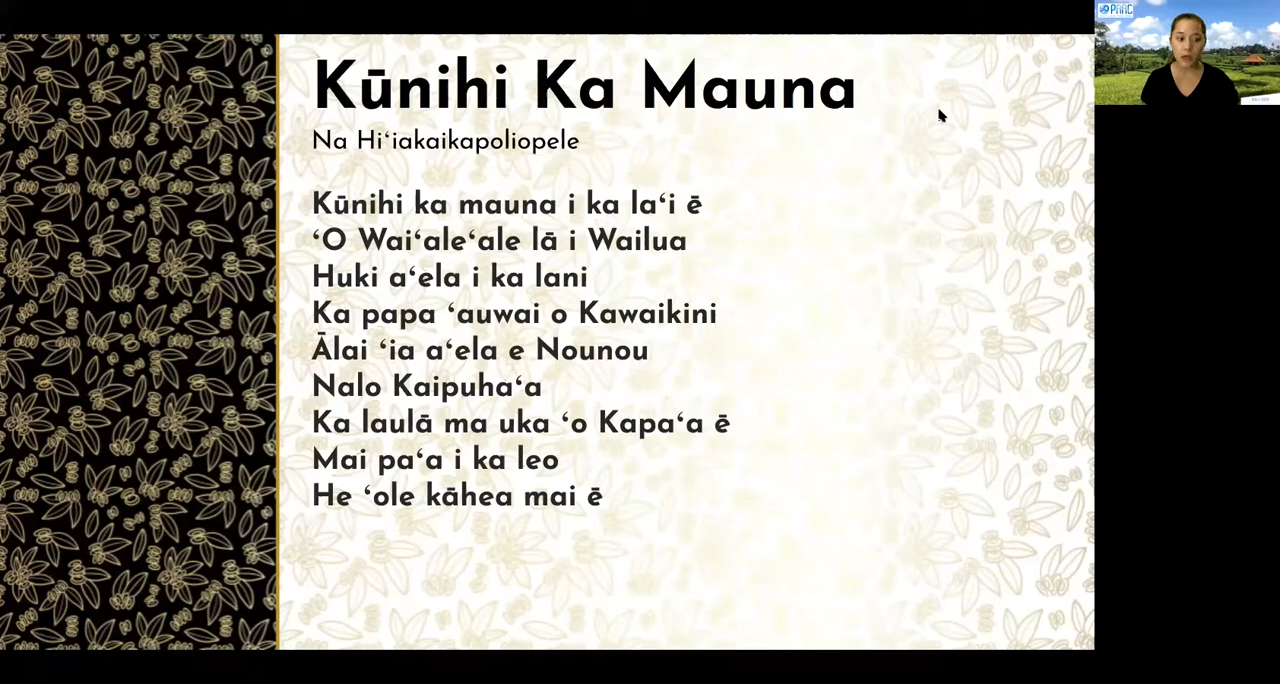 Kūnihi Ka Mauna
Na Hiʻiakaikapoliopele
Kūnihi ka mauna i ka laʻi ē
ʻO Waiʻaleʻale lā i Wailua
Huki aʻela i ka lani
Ka papa ʻauwai o Kawaikini
Ālai ʻia aʻela e Nounou
Nalo Kaipuhaʻa
Ka laulā ma uka ʻo Kapaʻa ē
Mai paʻa i ka leo
He ʻole kāhea mai ē
PAAC